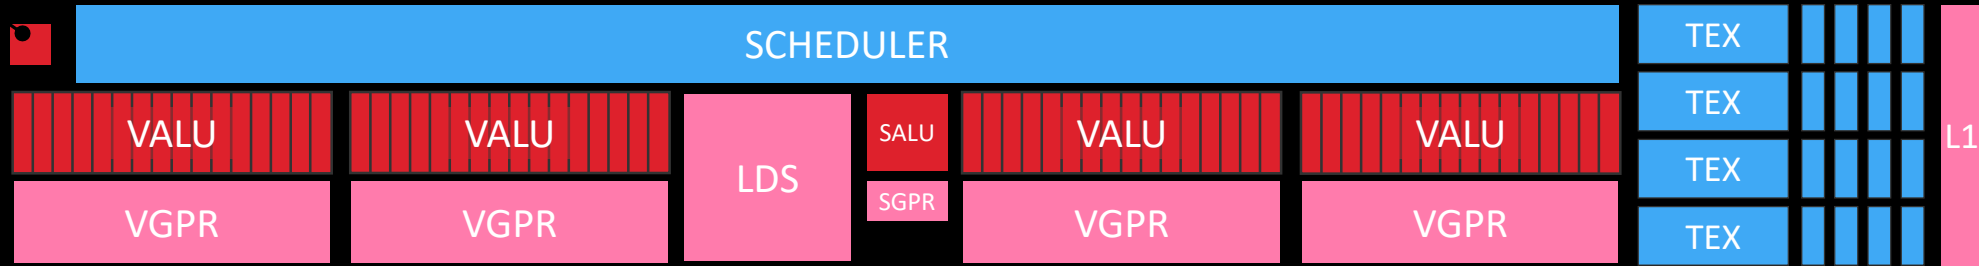 SCHEDULER
VALU
VALU
LDS
SALU
SGPR
VALU
VALU
VGPR
VGPR
VGPR
VGPR
TEX
TEX
TEX
TEX
L1